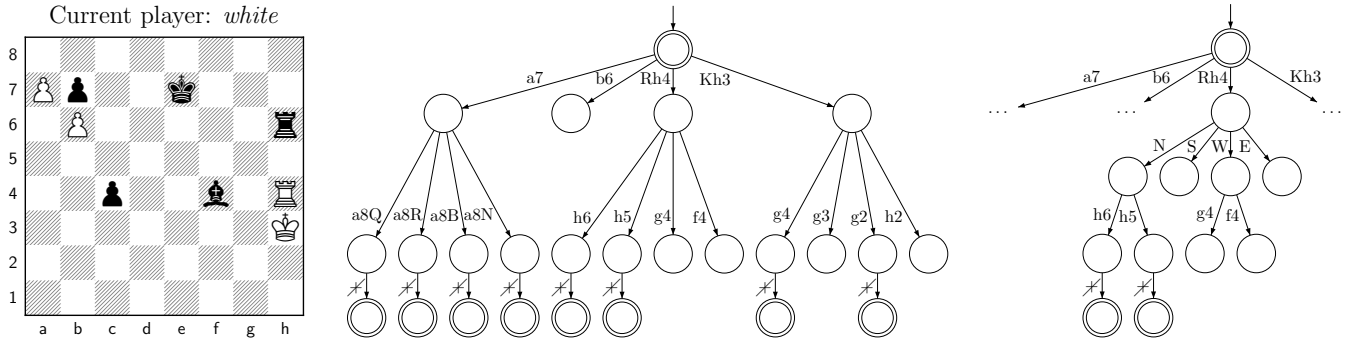 Current player: white
8
7
6
5
4
3
2
1
a b c d e f g h
a7 b6 Rh4 Kh3
a8Q a8R a8B a8N h6 h5 g4 f4 g4 g3 g2 h2
+ + + + + + + +
a7 b6 Rh4 Kh3
... ... ...
N S W E
h6 h5 g4 f4
+ +